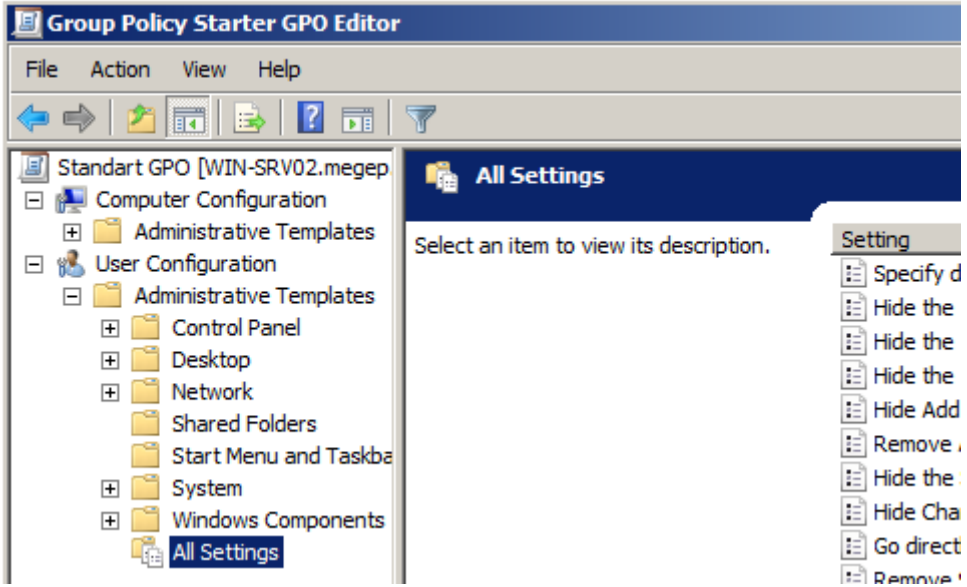 Group Policy Starter GPO Editor
File Action View Help
Standart GPO [WIN-SRV02.megep
Computer Configuration
Administrative Templates
User Configuration
Administrative Templates
Control Panel
Desktop
Network
Shared Folders
Start Menu and Taskba
System
Windows Components
All Settings
All Settings
Select an item to view its description.
Setting
Specify d
Hide the
Hide the
Hide the
Hide Add
Remove
Hide the
Hide Cha
Go direct
Remove